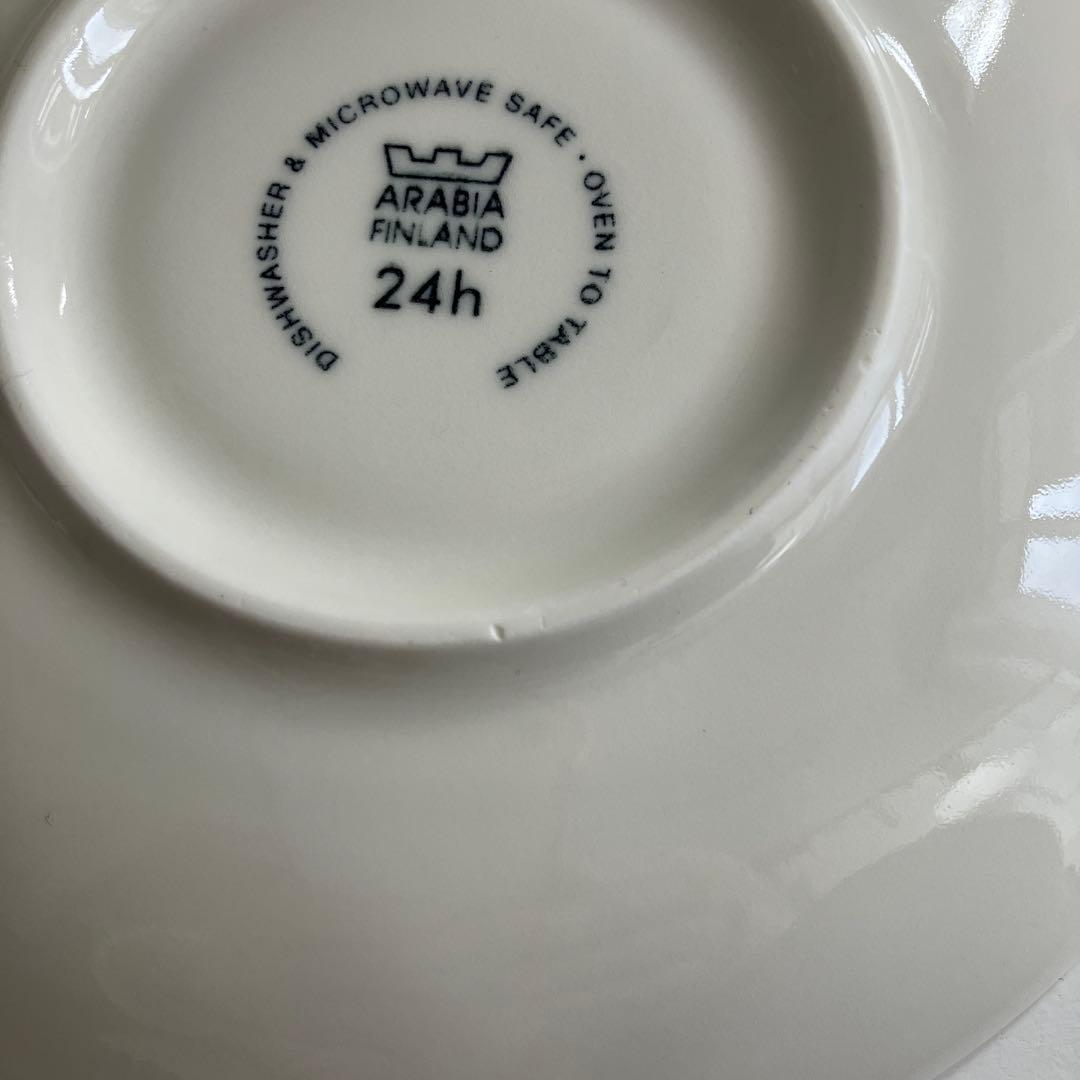 DISHWASHER & MICROWAVE SAFE · OVEN TO TABLE
ARABIA
FINLAND
24h